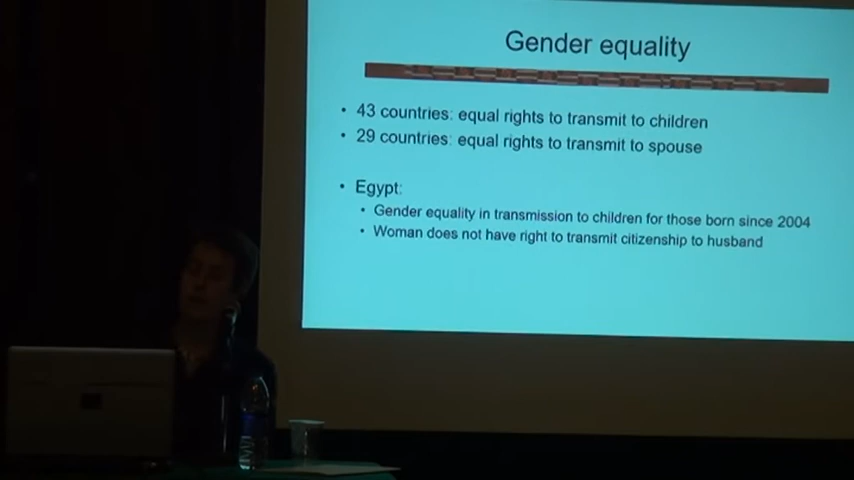 Gender equality
• 43 countries: equal rights to transmit to children
• 29 countries: equal rights to transmit to spouse
• Egypt:
• Gender equality in transmission to children for those born since 2004
• Woman does not have right to transmit citizenship to husband